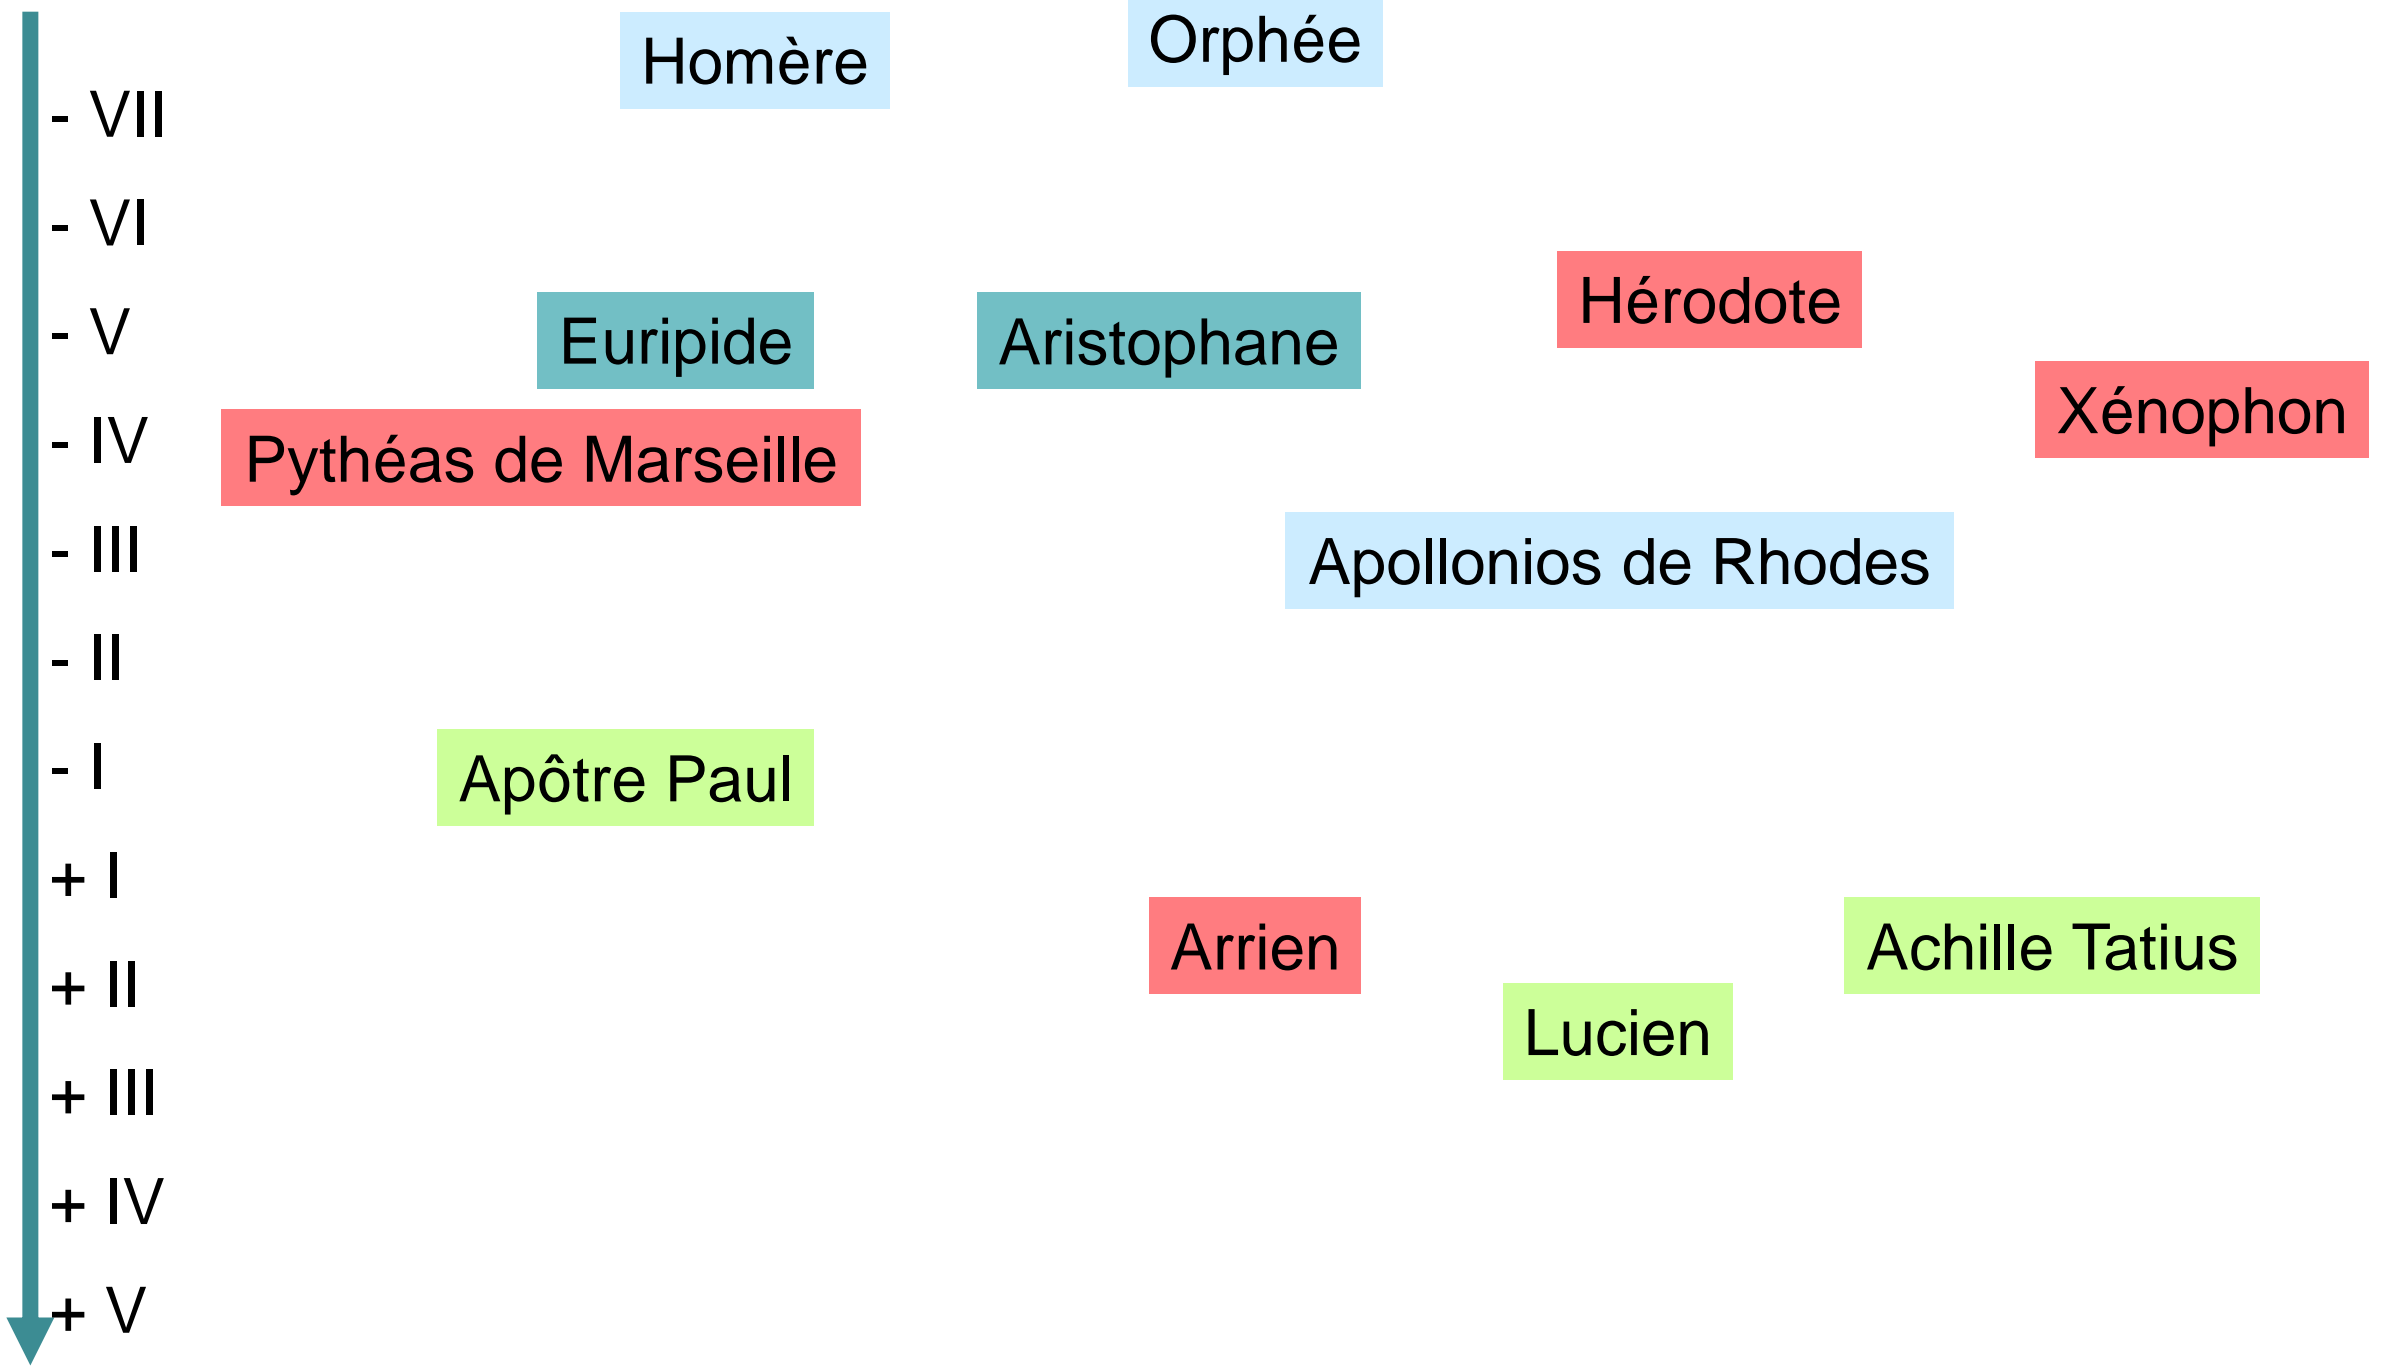 Orphée
Homère
- VII
- VI
Hérodote
- V
Euripide
Aristophane
Xénophon
- IV
Pythéas de Marseille
- III
Apollonios de Rhodes
- II
- I
Apôtre Paul
+ I
Arrien
Achille Tatius
+ II
Lucien
+ III
+ IV
+ V